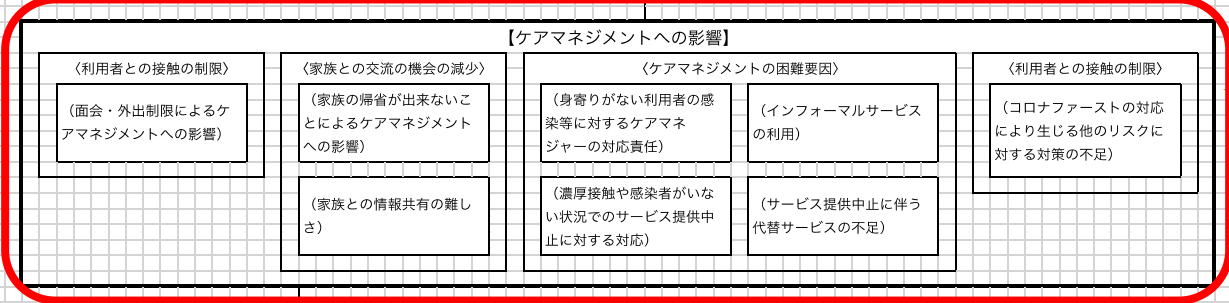 【ケアマネジメントへの影響】
〈利用者との接触の制限〉
（面会・外出制限によるケ
アマネジメントへの影響）
〈家族との交流の機会の減少〉
（家族の帰省が出来ないこ
とによるケアマネジメント
への影響）
（家族との情報共有の難し
さ）
〈ケアマネジメントの困難要因〉
（身寄りがない利用者の感
染等に対するケアマネ
ジャーの対応責任）
（インフォーマルサービス
の利用）
（濃厚接触や感染者がいな
い状況でのサービス提供中
止に対する対応）
（サービス提供中止に伴う
代替サービスの不足）
〈利用者との接触の制限〉
（コロナファーストの対応
により生じる他のリスクに
対する対策の不足）